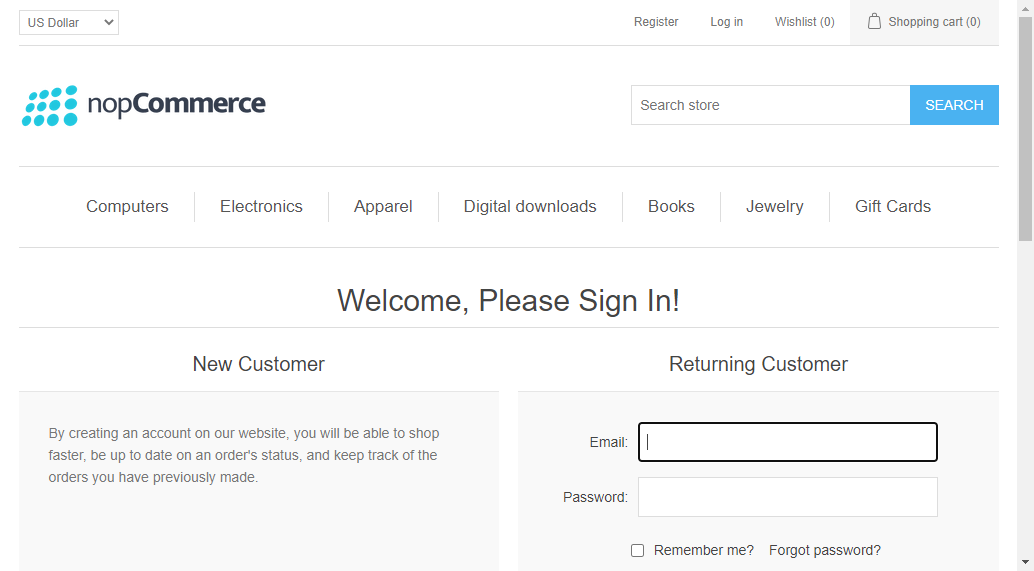 US Dollar Register Log in Wishlist (0) Shopping cart (0)
nopCommerce Search store SEARCH
Computers Electronics Apparel Digital downloads Books Jewelry Gift Cards
Welcome, Please Sign In!
New Customer
By creating an account on our website, you will be able to shop
faster, be up to date on an order's status, and keep track of the
orders you have previously made.
Returning Customer
Email:
Password:
Remember me? Forgot password?